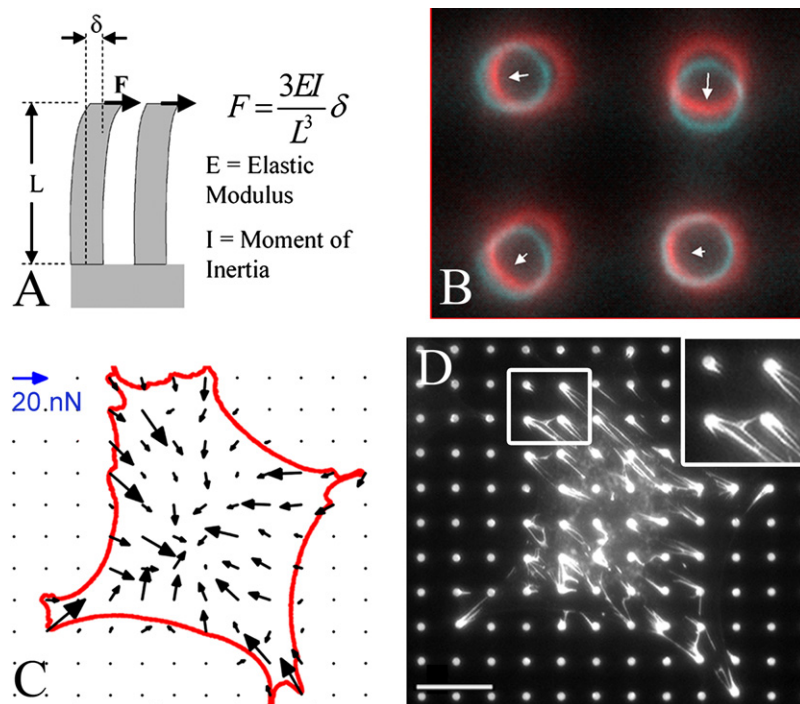 δ
F
L
F = 3EI/L³ δ
E = Elastic
Modulus
I = Moment of
Inertia
A
B
20 nN
C
D